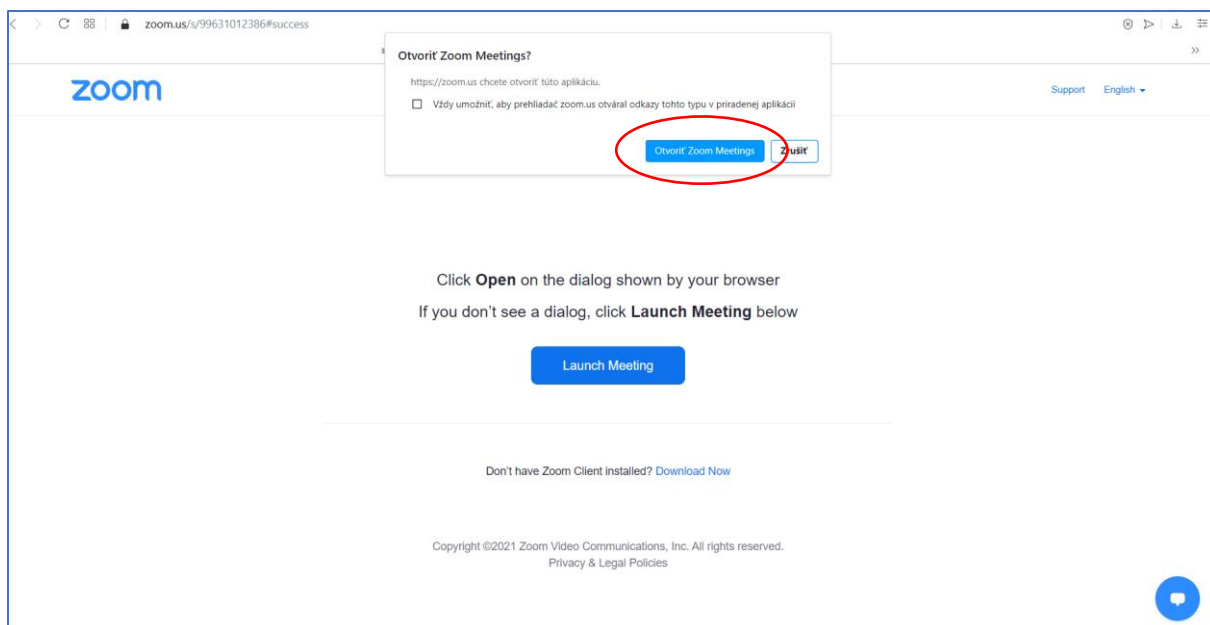 zoom.us/s/99631012386#success
Otvoriť Zoom Meetings?
https://zoom.us chcete otvoriť túto aplikáciu.
Vždy umožniť, aby prehliadač zoom.us otváral odkazy tohto typu v priradenej aplikácii
Otvoriť Zoom Meetings Zrušiť
zoom
Support English
Click Open on the dialog shown by your browser
If you don't see a dialog, click Launch Meeting below
Launch Meeting
Don't have Zoom Client installed? Download Now
Copyright ©2021 Zoom Video Communications, Inc. All rights reserved.
Privacy & Legal Policies